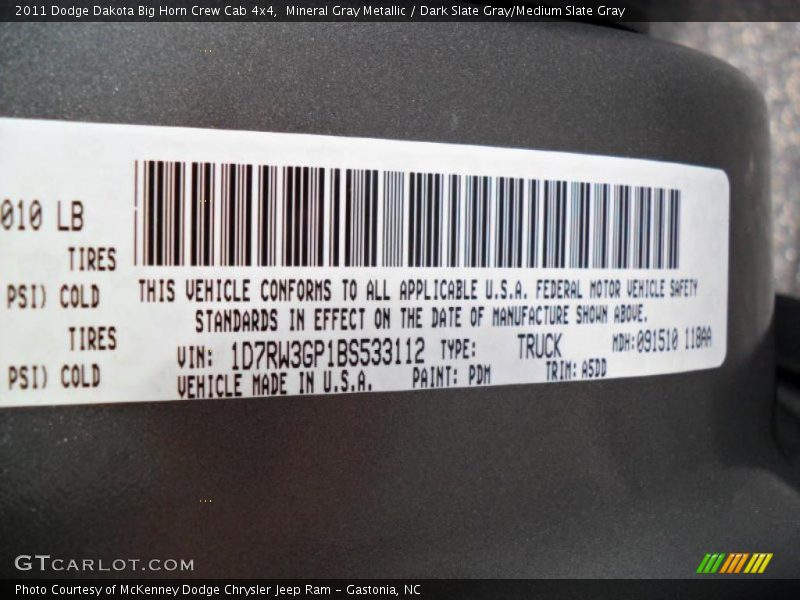 2011 Dodge Dakota Big Horn Crew Cab 4x4, Mineral Gray Metallic / Dark Slate Gray/Medium Slate Gray
010 LB
TIRES
PSI) COLD
TIRES
PSI) COLD
THIS VEHICLE CONFORMS TO ALL APPLICABLE U.S.A. FEDERAL MOTOR VEHICLE SAFETY
STANDARDS IN EFFECT ON THE DATE OF MANUFACTURE SHOWN ABOVE.
VIN: 1D7RW3GP1BS533112 TYPE: TRUCK MDH:091510 118AA
VEHICLE MADE IN U.S.A. PAINT: PDM TRIM: A5DD
GTCARLOT.COM
Photo Courtesy of McKenney Dodge Chrysler Jeep Ram - Gastonia, NC